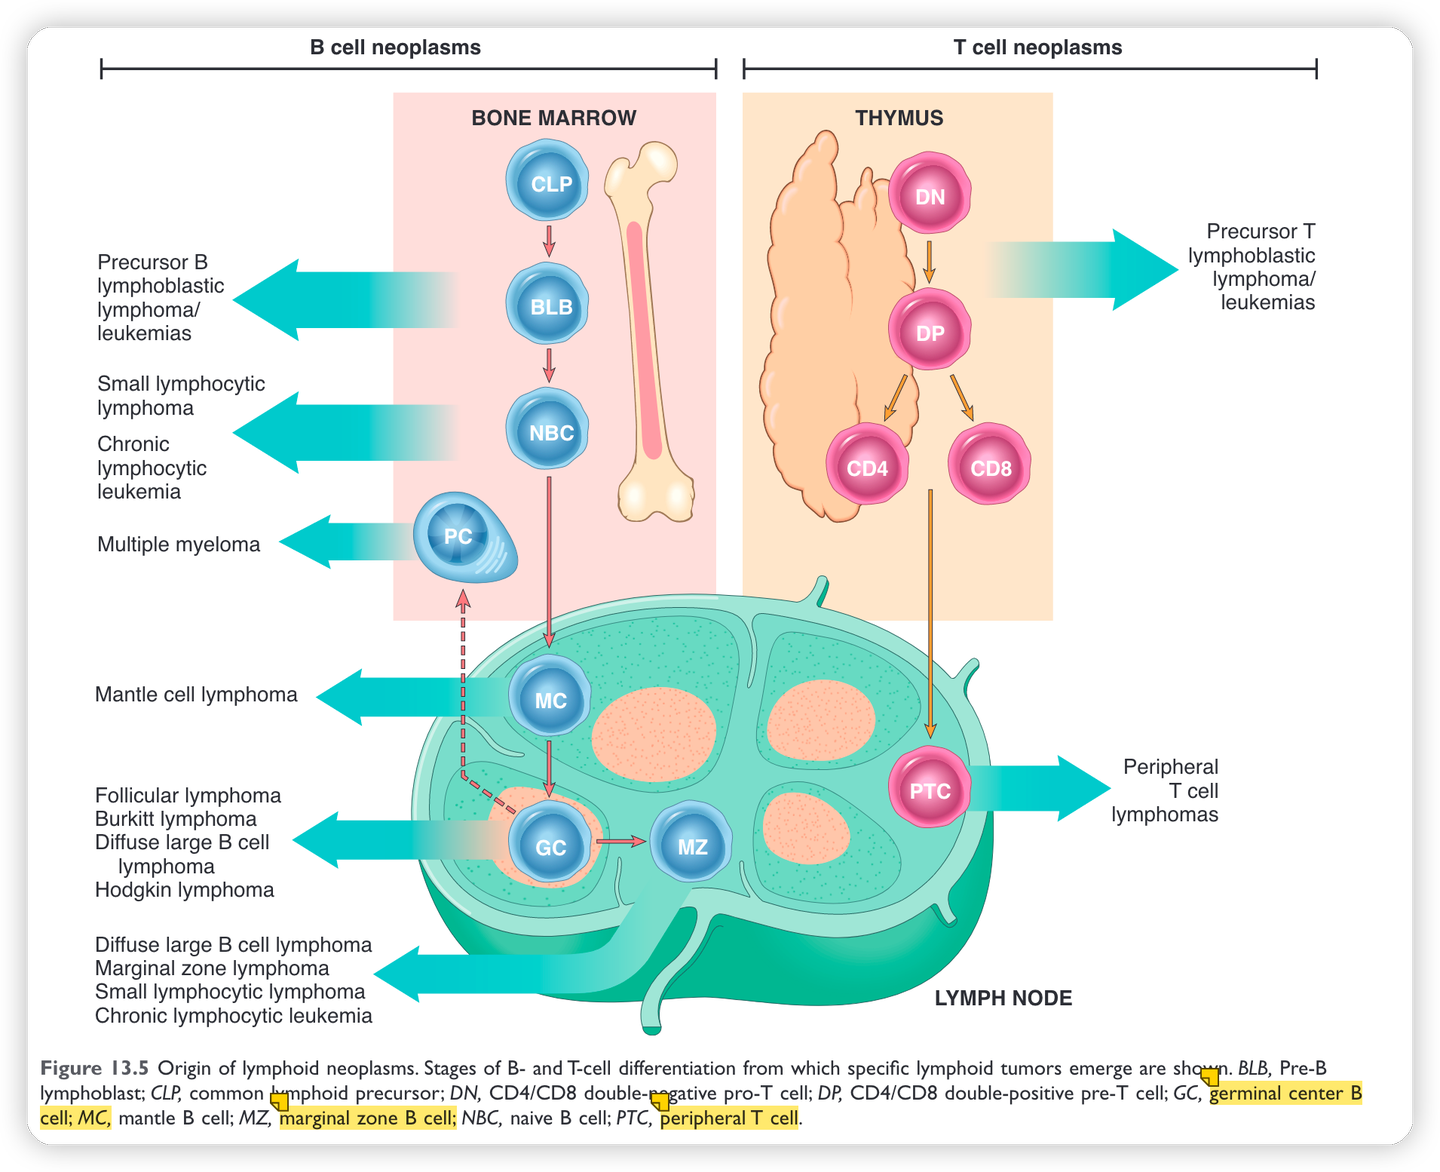 B cell neoplasms
T cell neoplasms
BONE MARROW
THYMUS
CLP
BLB
NBC
PC
MC
GC
MZ
DN
DP
CD4
CD8
PTC
Precursor B
lymphoblastic
lymphoma/
leukemias
Small lymphocytic
lymphoma
Chronic
lymphocytic
leukemia
Multiple myeloma
Mantle cell lymphoma
Follicular lymphoma
Burkitt lymphoma
Diffuse large B cell
lymphoma
Hodgkin lymphoma
Diffuse large B cell lymphoma
Marginal zone lymphoma
Small lymphocytic lymphoma
Chronic lymphocytic leukemia
Precursor T
lymphoblastic
lymphoma/
leukemias
Peripheral
T cell
lymphomas
LYMPH NODE
Figure 13.5 Origin of lymphoid neoplasms. Stages of B- and T-cell differentiation from which specific lymphoid tumors emerge are shown. BLB, Pre-B
lymphoblast; CLP, common lymphoid precursor; DN, CD4/CD8 double-negative pro-T cell; DP, CD4/CD8 double-positive pre-T cell; GC, germinal center B
cell; MC, mantle B cell; MZ, marginal zone B cell; NBC, naive B cell; PTC, peripheral T cell.